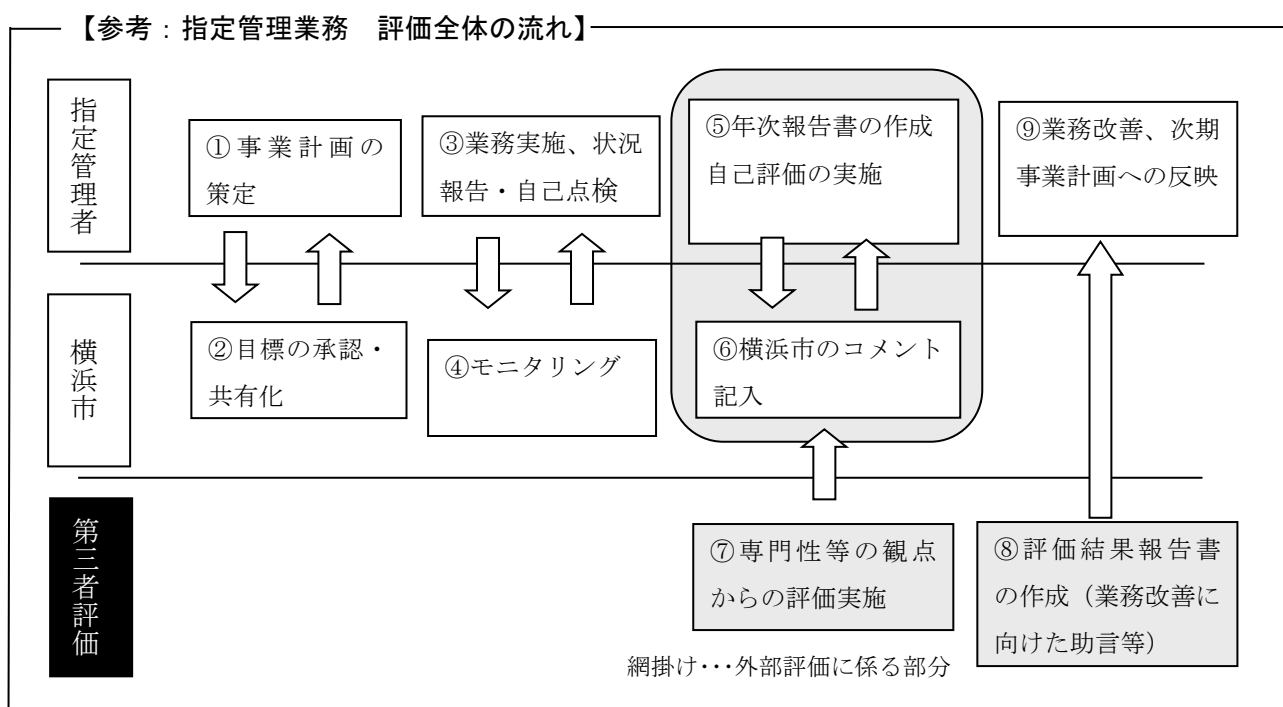 【参考：指定管理業務　評価全体の流れ】
指定管理者
①事業計画の
策定
③業務実施、状況
報告・自己点検
⑤年次報告書の作成
自己評価の実施
⑨業務改善、次期
事業計画への反映
横浜市
②目標の承認・
共有化
④モニタリング
⑥横浜市のコメント
記入
第三者評価
⑦専門性等の観点
からの評価実施
⑧評価結果報告書
の作成（業務改善に
向けた助言等）
網掛け･･･外部評価に係る部分